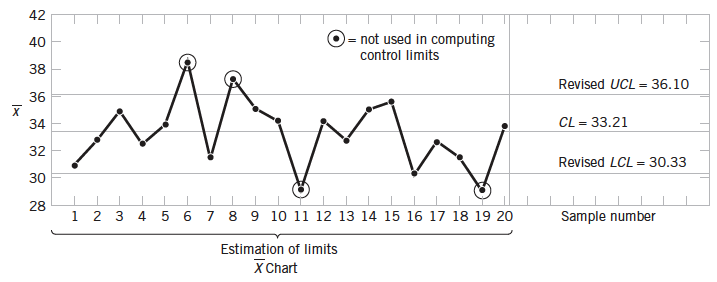 42
40
38
36
34
32
30
28
x̅
= not used in computing
control limits
Revised UCL = 36.10
CL = 33.21
Revised LCL = 30.33
1 2 3 4 5 6 7 8 9 10 11 12 13 14 15 16 17 18 19 20
Sample number
Estimation of limits
X̅ Chart